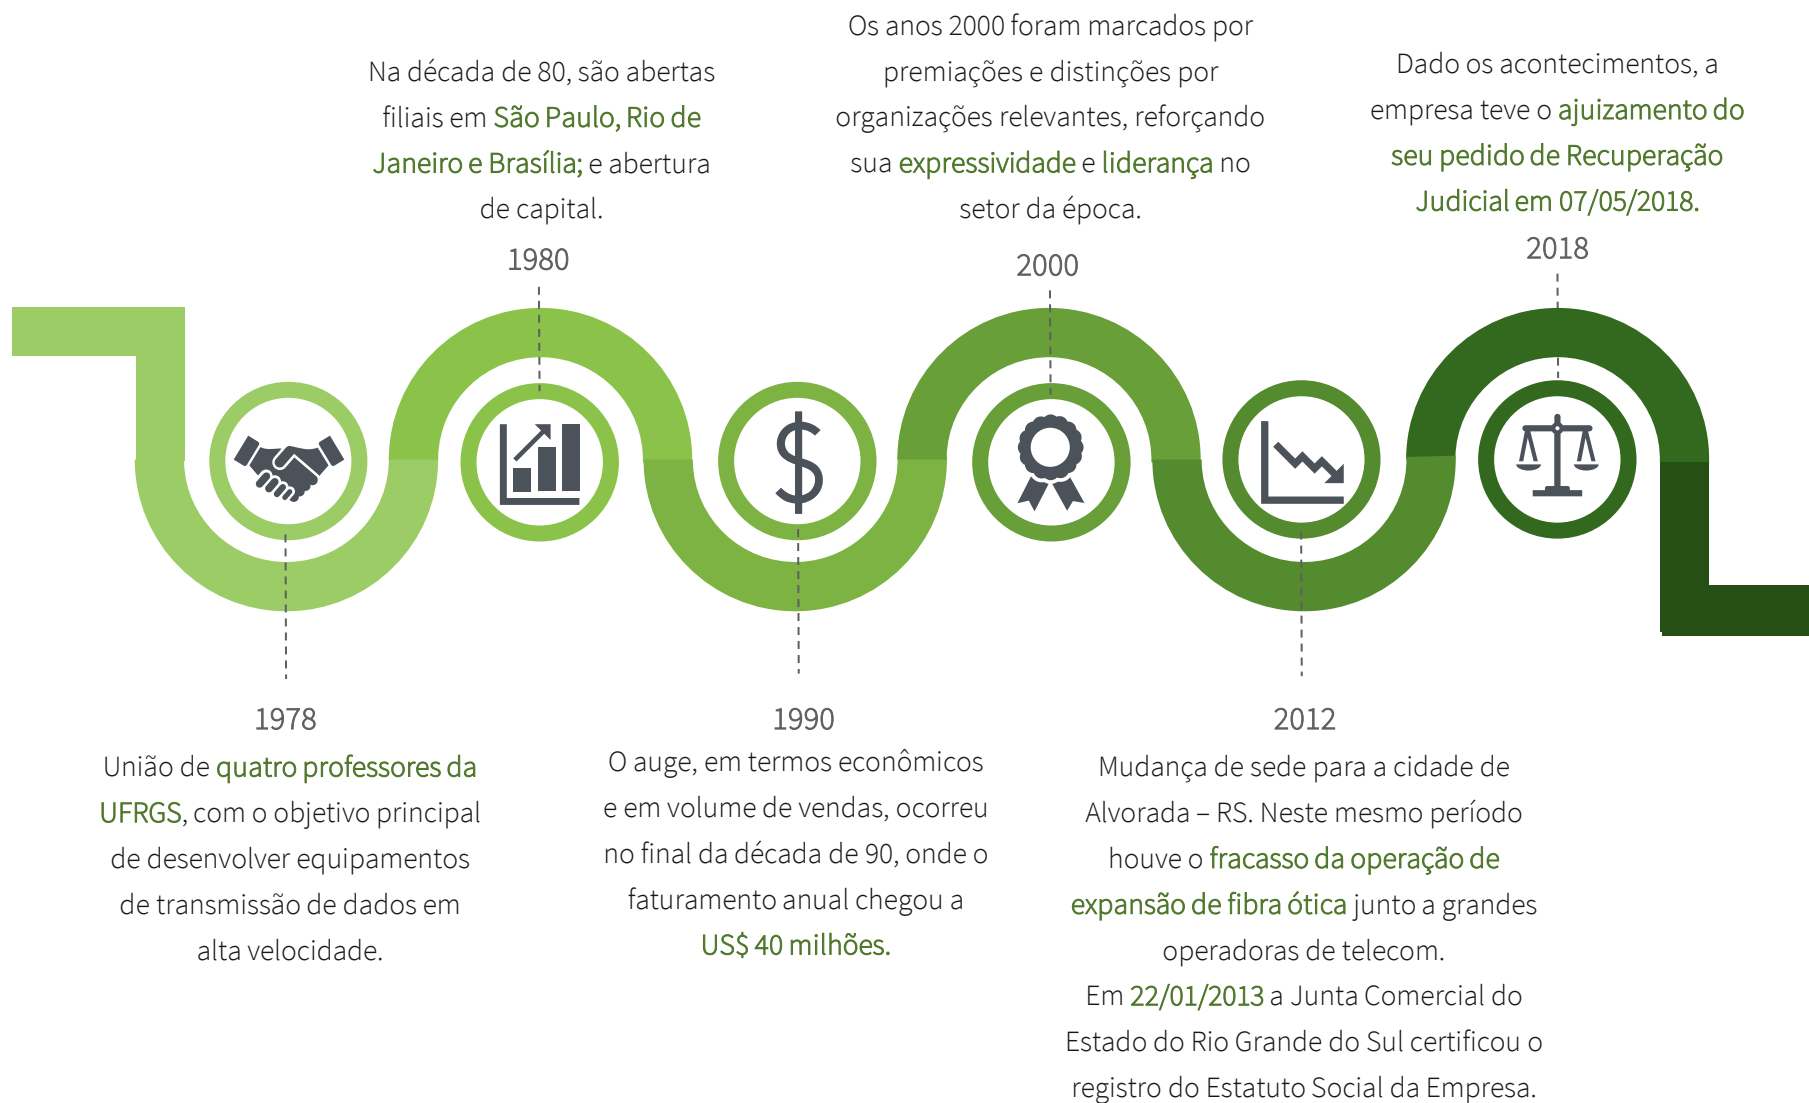 Na década de 80, são abertas
filiais em São Paulo, Rio de
Janeiro e Brasília; e abertura
de capital.
1980
Os anos 2000 foram marcados por
premiações e distinções por
organizações relevantes, reforçando
sua expressividade e liderança no
setor da época.
2000
Dado os acontecimentos, a
empresa teve o ajuizamento do
seu pedido de Recuperação
Judicial em 07/05/2018.
2018
1978
União de quatro professores da
UFRGS, com o objetivo principal
de desenvolver equipamentos
de transmissão de dados em
alta velocidade.
1990
O auge, em termos econômicos
e em volume de vendas, ocorreu
no final da década de 90, onde o
faturamento anual chegou a
US$ 40 milhões.
2012
Mudança de sede para a cidade de
Alvorada – RS. Neste mesmo período
houve o fracasso da operação de
expansão de fibra ótica junto a grandes
operadoras de telecom.
Em 22/01/2013 a Junta Comercial do
Estado do Rio Grande do Sul certificou o
registro do Estatuto Social da Empresa.